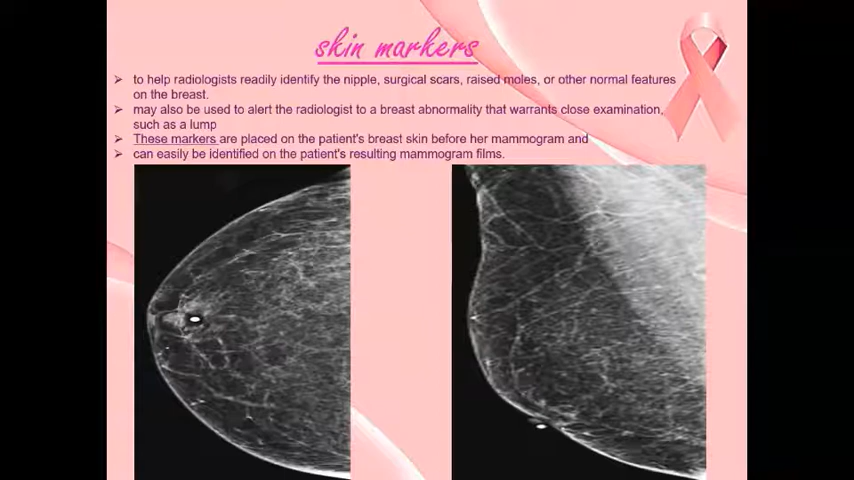 skin markers
➢ to help radiologists readily identify the nipple, surgical scars, raised moles, or other normal features
on the breast.
➢ may also be used to alert the radiologist to a breast abnormality that warrants close examination,
such as a lump
➢ These markers are placed on the patient's breast skin before her mammogram and
➢ can easily be identified on the patient's resulting mammogram films.